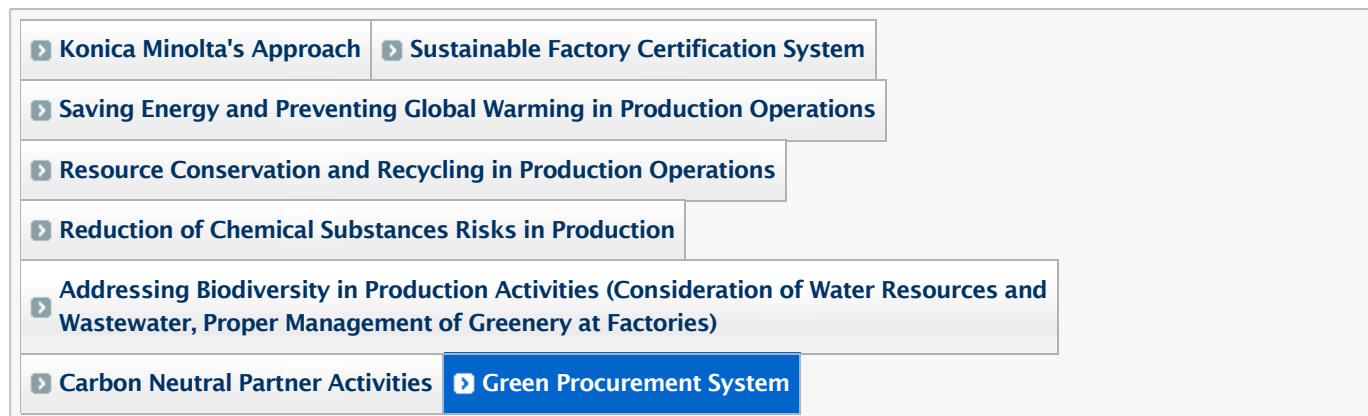 Konica Minolta's Approach Sustainable Factory Certification System
Saving Energy and Preventing Global Warming in Production Operations
Resource Conservation and Recycling in Production Operations
Reduction of Chemical Substances Risks in Production
Addressing Biodiversity in Production Activities (Consideration of Water Resources and
Wastewater, Proper Management of Greenery at Factories)
Carbon Neutral Partner Activities Green Procurement System